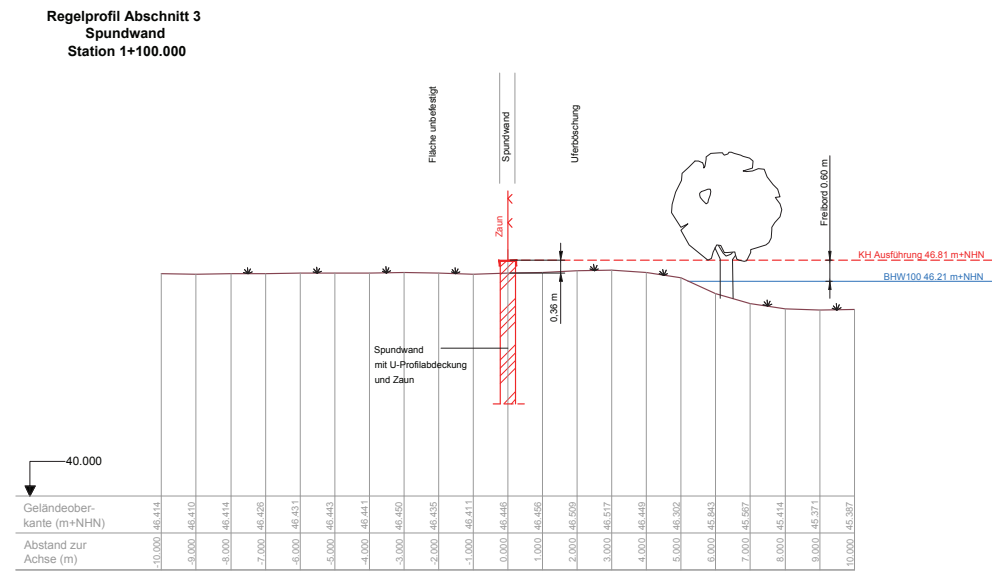 Regelprofil Abschnitt 3
Spundwand
Station 1+100.000
Fläche unbefestigt
Spundwand
Uferböschung
Zaun
Freibord 0.60 m
KH Ausführung 46.81 m+NHN
BHW100 46.21 m+NHN
0,36 m
Spundwand
mit U-Profilabdeckung
und Zaun
40.000
Geländeober-
kante (m+NHN)
46.414 46.410 46.414 46.426 46.431 46.443 46.441 46.450 46.435 46.411 46.446 46.456 46.509 46.517 46.449 46.302 45.843 45.567 45.414 45.371 45.387
Abstand zur
Achse (m)
-10.000 -9.000 -8.000 -7.000 -6.000 -5.000 -4.000 -3.000 -2.000 -1.000 0.000 1.000 2.000 3.000 4.000 5.000 6.000 7.000 8.000 9.000 10.000